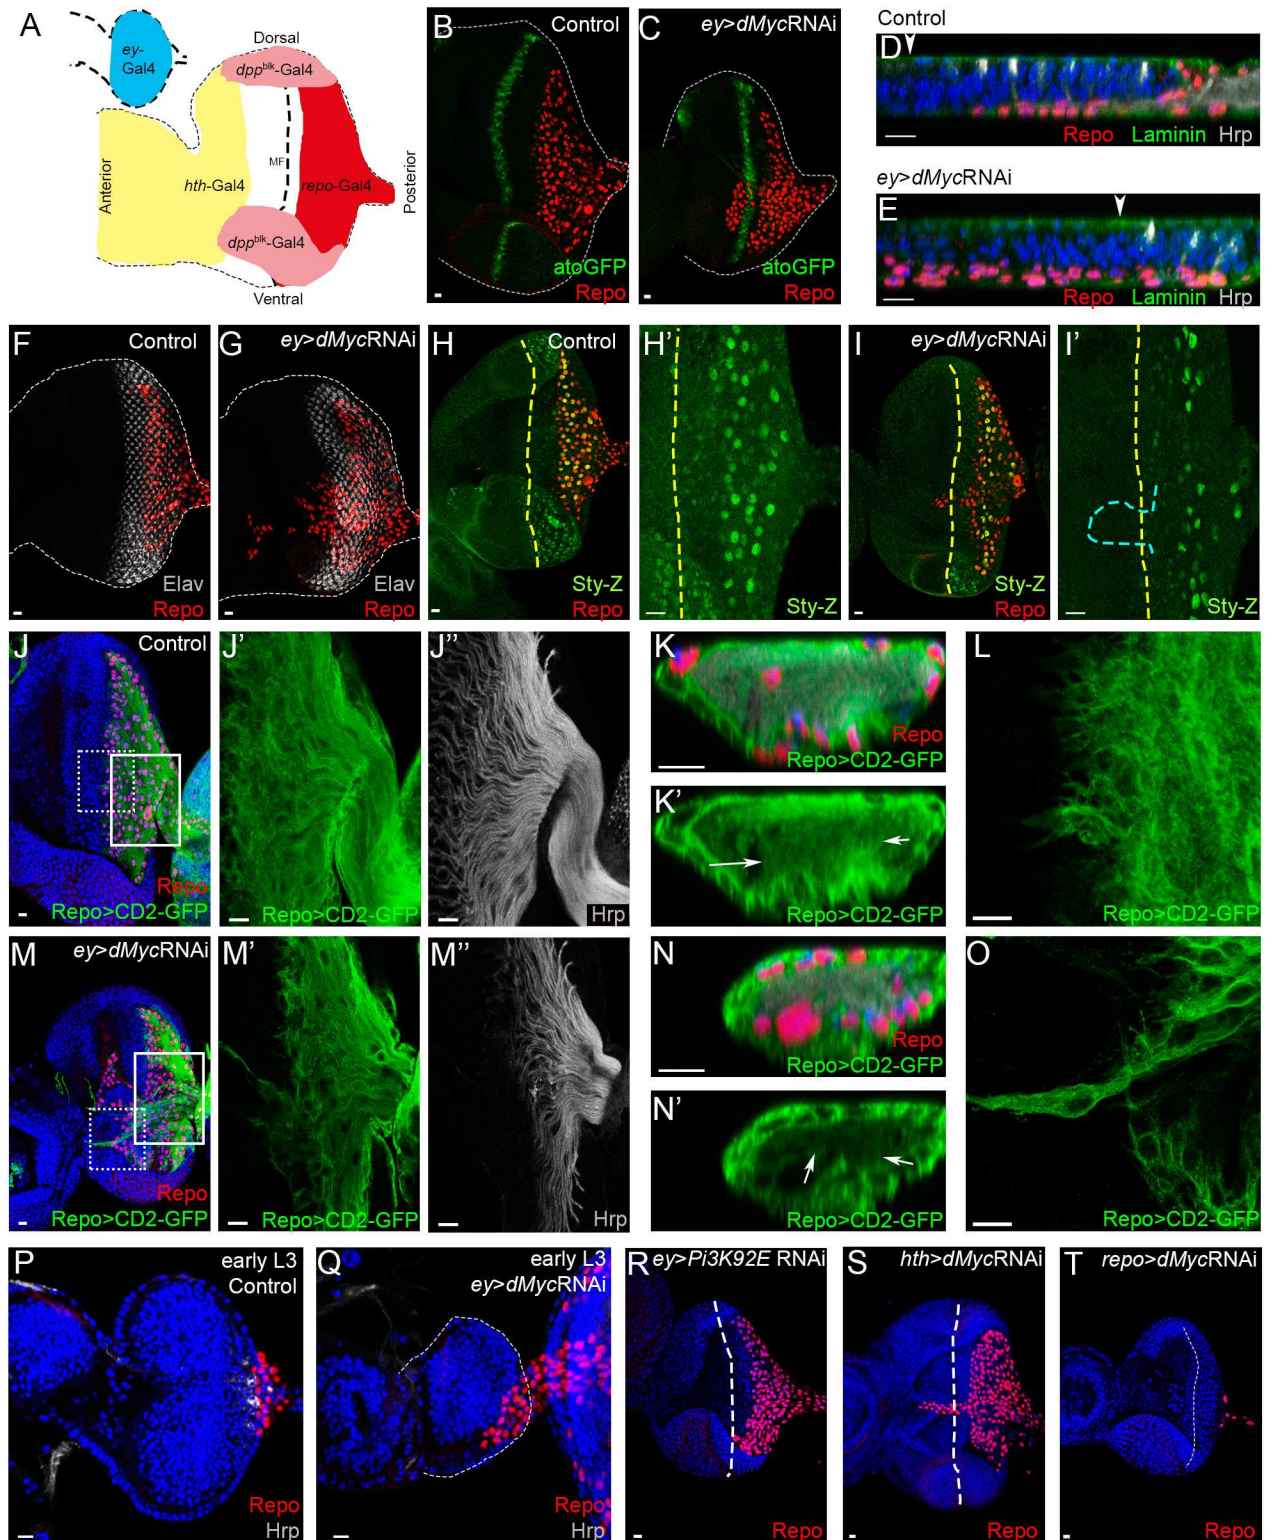 A
ey-
Gal4
Dorsal
dppblk-Gal4
Anterior
hth-Gal4
MF
repo-Gal4
Posterior
dppblk-Gal4
Ventral
B
Control
atoGFP
Repo
C
ey>dMycRNAi
atoGFP
Repo
Control
D
Repo Laminin Hrp
ey>dMycRNAi
E
Repo Laminin Hrp
F
Control
Elav
Repo
G
ey>dMycRNAi
Elav
Repo
H
Control
Sty-Z
Repo
H'
Sty-Z
I
ey>dMycRNAi
Sty-Z
Repo
I'
Sty-Z
J
Control
Repo
Repo>CD2-GFP
J'
Repo>CD2-GFP
J''
Hrp
K
Repo
Repo>CD2-GFP
K'
Repo>CD2-GFP
L
Repo>CD2-GFP
M
ey>dMycRNAi
Repo
Repo>CD2-GFP
M'
Repo>CD2-GFP
M''
Hrp
N
Repo
Repo>CD2-GFP
N'
Repo>CD2-GFP
O
Repo>CD2-GFP
P
early L3
Control
Repo
Hrp
Q
early L3
ey>dMycRNAi
Repo
Hrp
R
ey>Pi3K92E RNAi
Repo
S
hth>dMycRNAi
Repo
T
repo>dMycRNAi
Repo